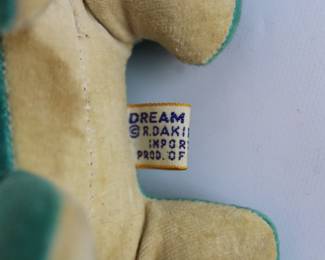 DREAM
© R.DAKI
IMPOR
PROD. OF